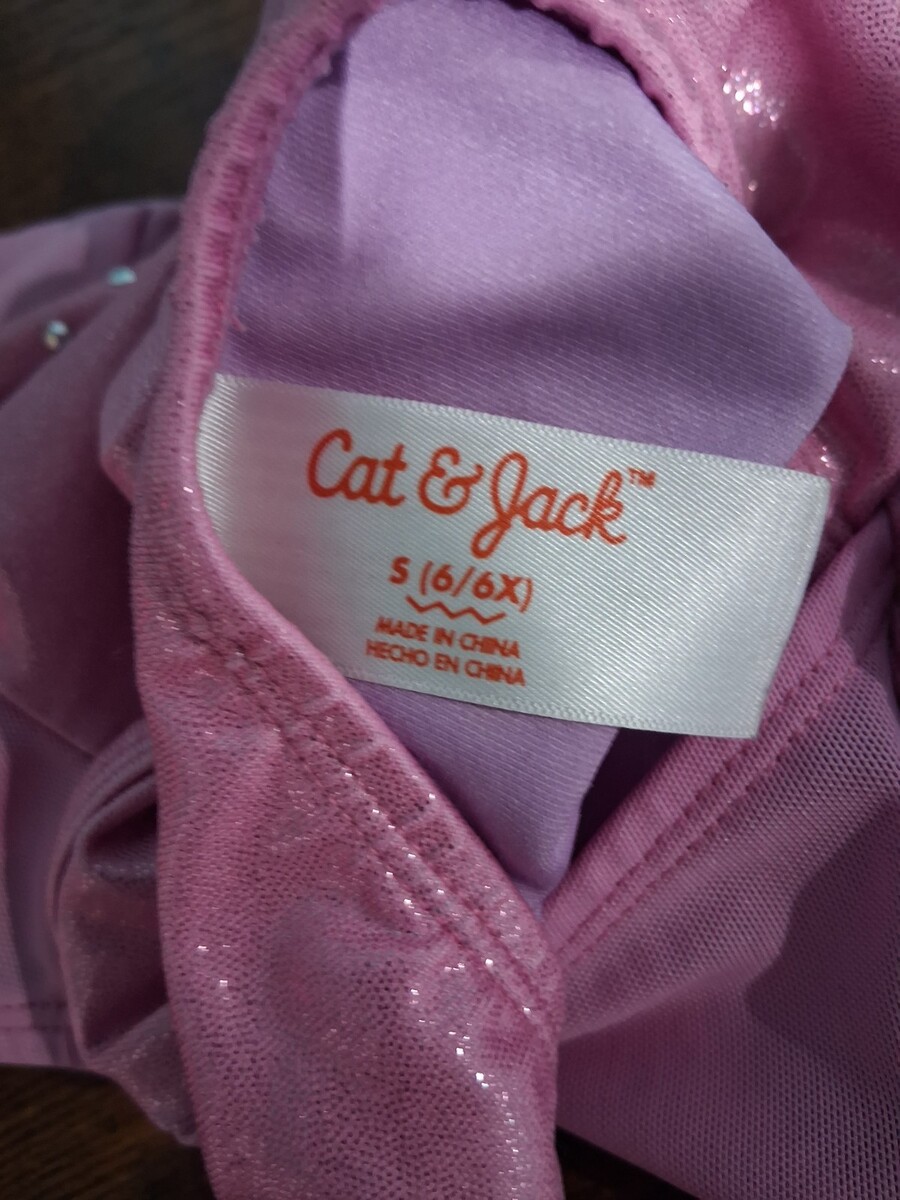 Cat & Jack™
S (6/6X)
MADE IN CHINA
HECHO EN CHINA